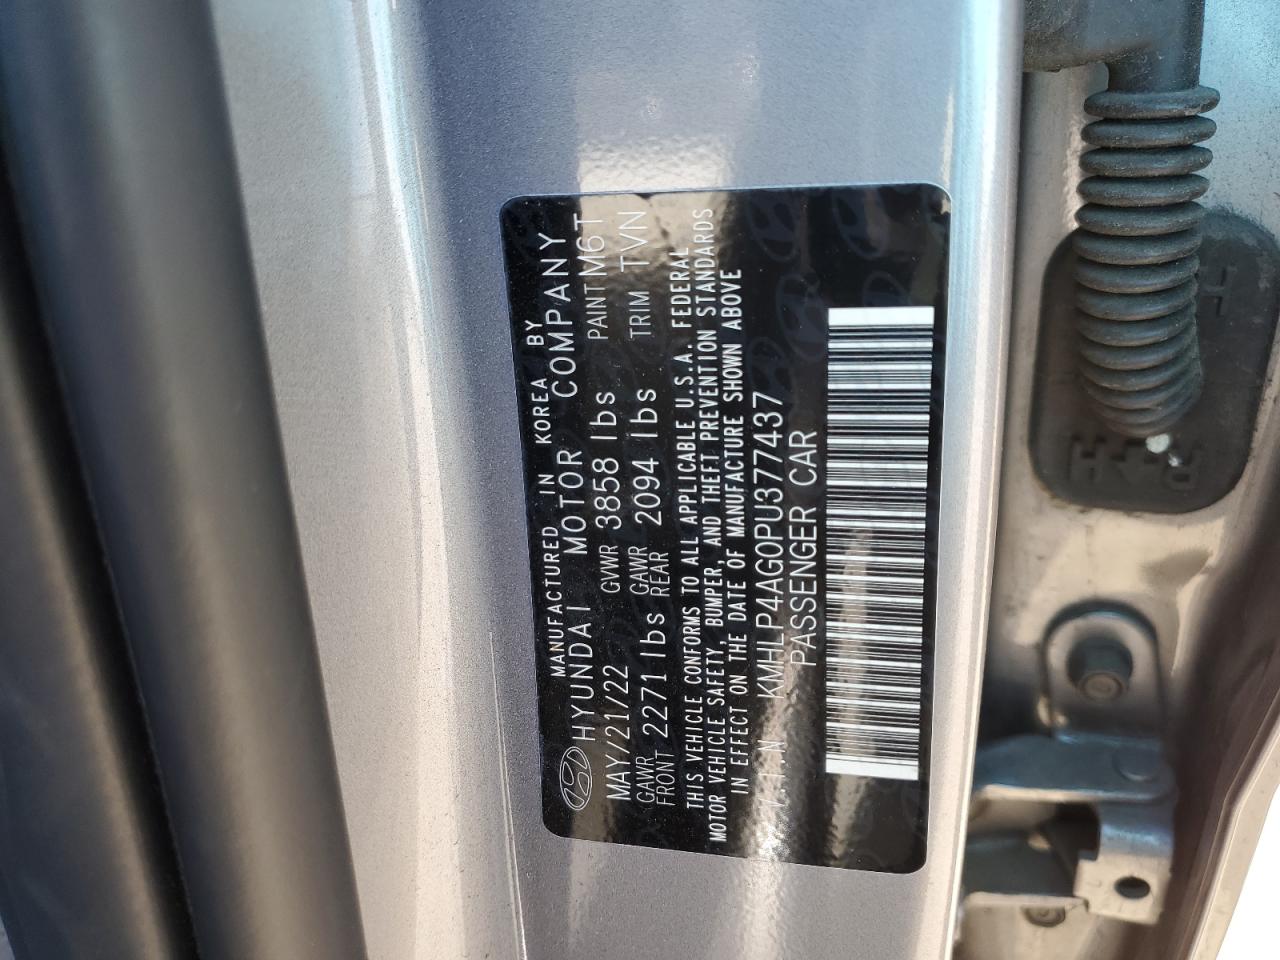 MANUFACTURED IN KOREA BY
HYUNDAI MOTOR COMPANY
MAY/21/22 GVWR 3858 lbs PAINT M6T
GAWR FRONT 2271 lbs GAWR REAR 2094 lbs TRIM TVN
THIS VEHICLE CONFORMS TO ALL APPLICABLE U.S.A. FEDERAL
MOTOR VEHICLE SAFETY, BUMPER, AND THEFT PREVENTION STANDARDS
IN EFFECT ON THE DATE OF MANUFACTURE SHOWN ABOVE
V.I.N KMHLP4AG0PU377437
PASSENGER CAR